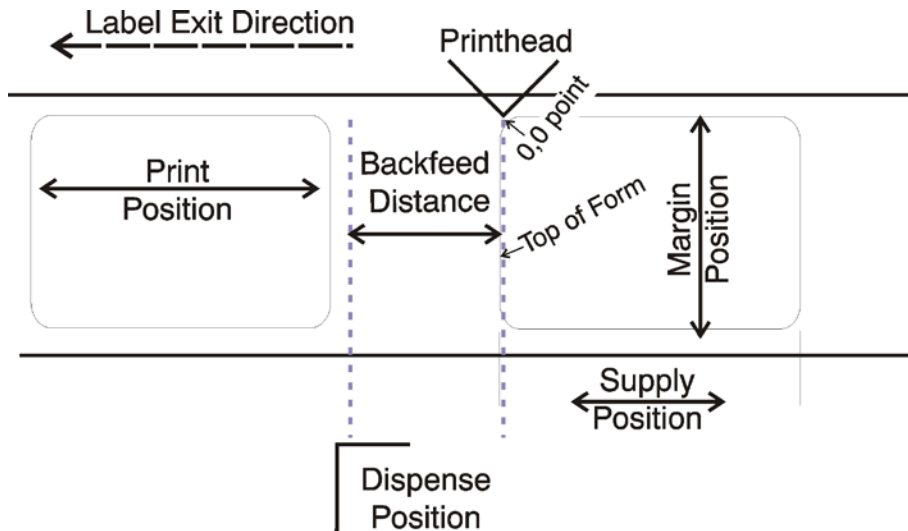 Label Exit Direction
Printhead
0,0 point
Print
Position
Backfeed
Distance
Top of Form
Margin
Position
Supply
Position
Dispense
Position